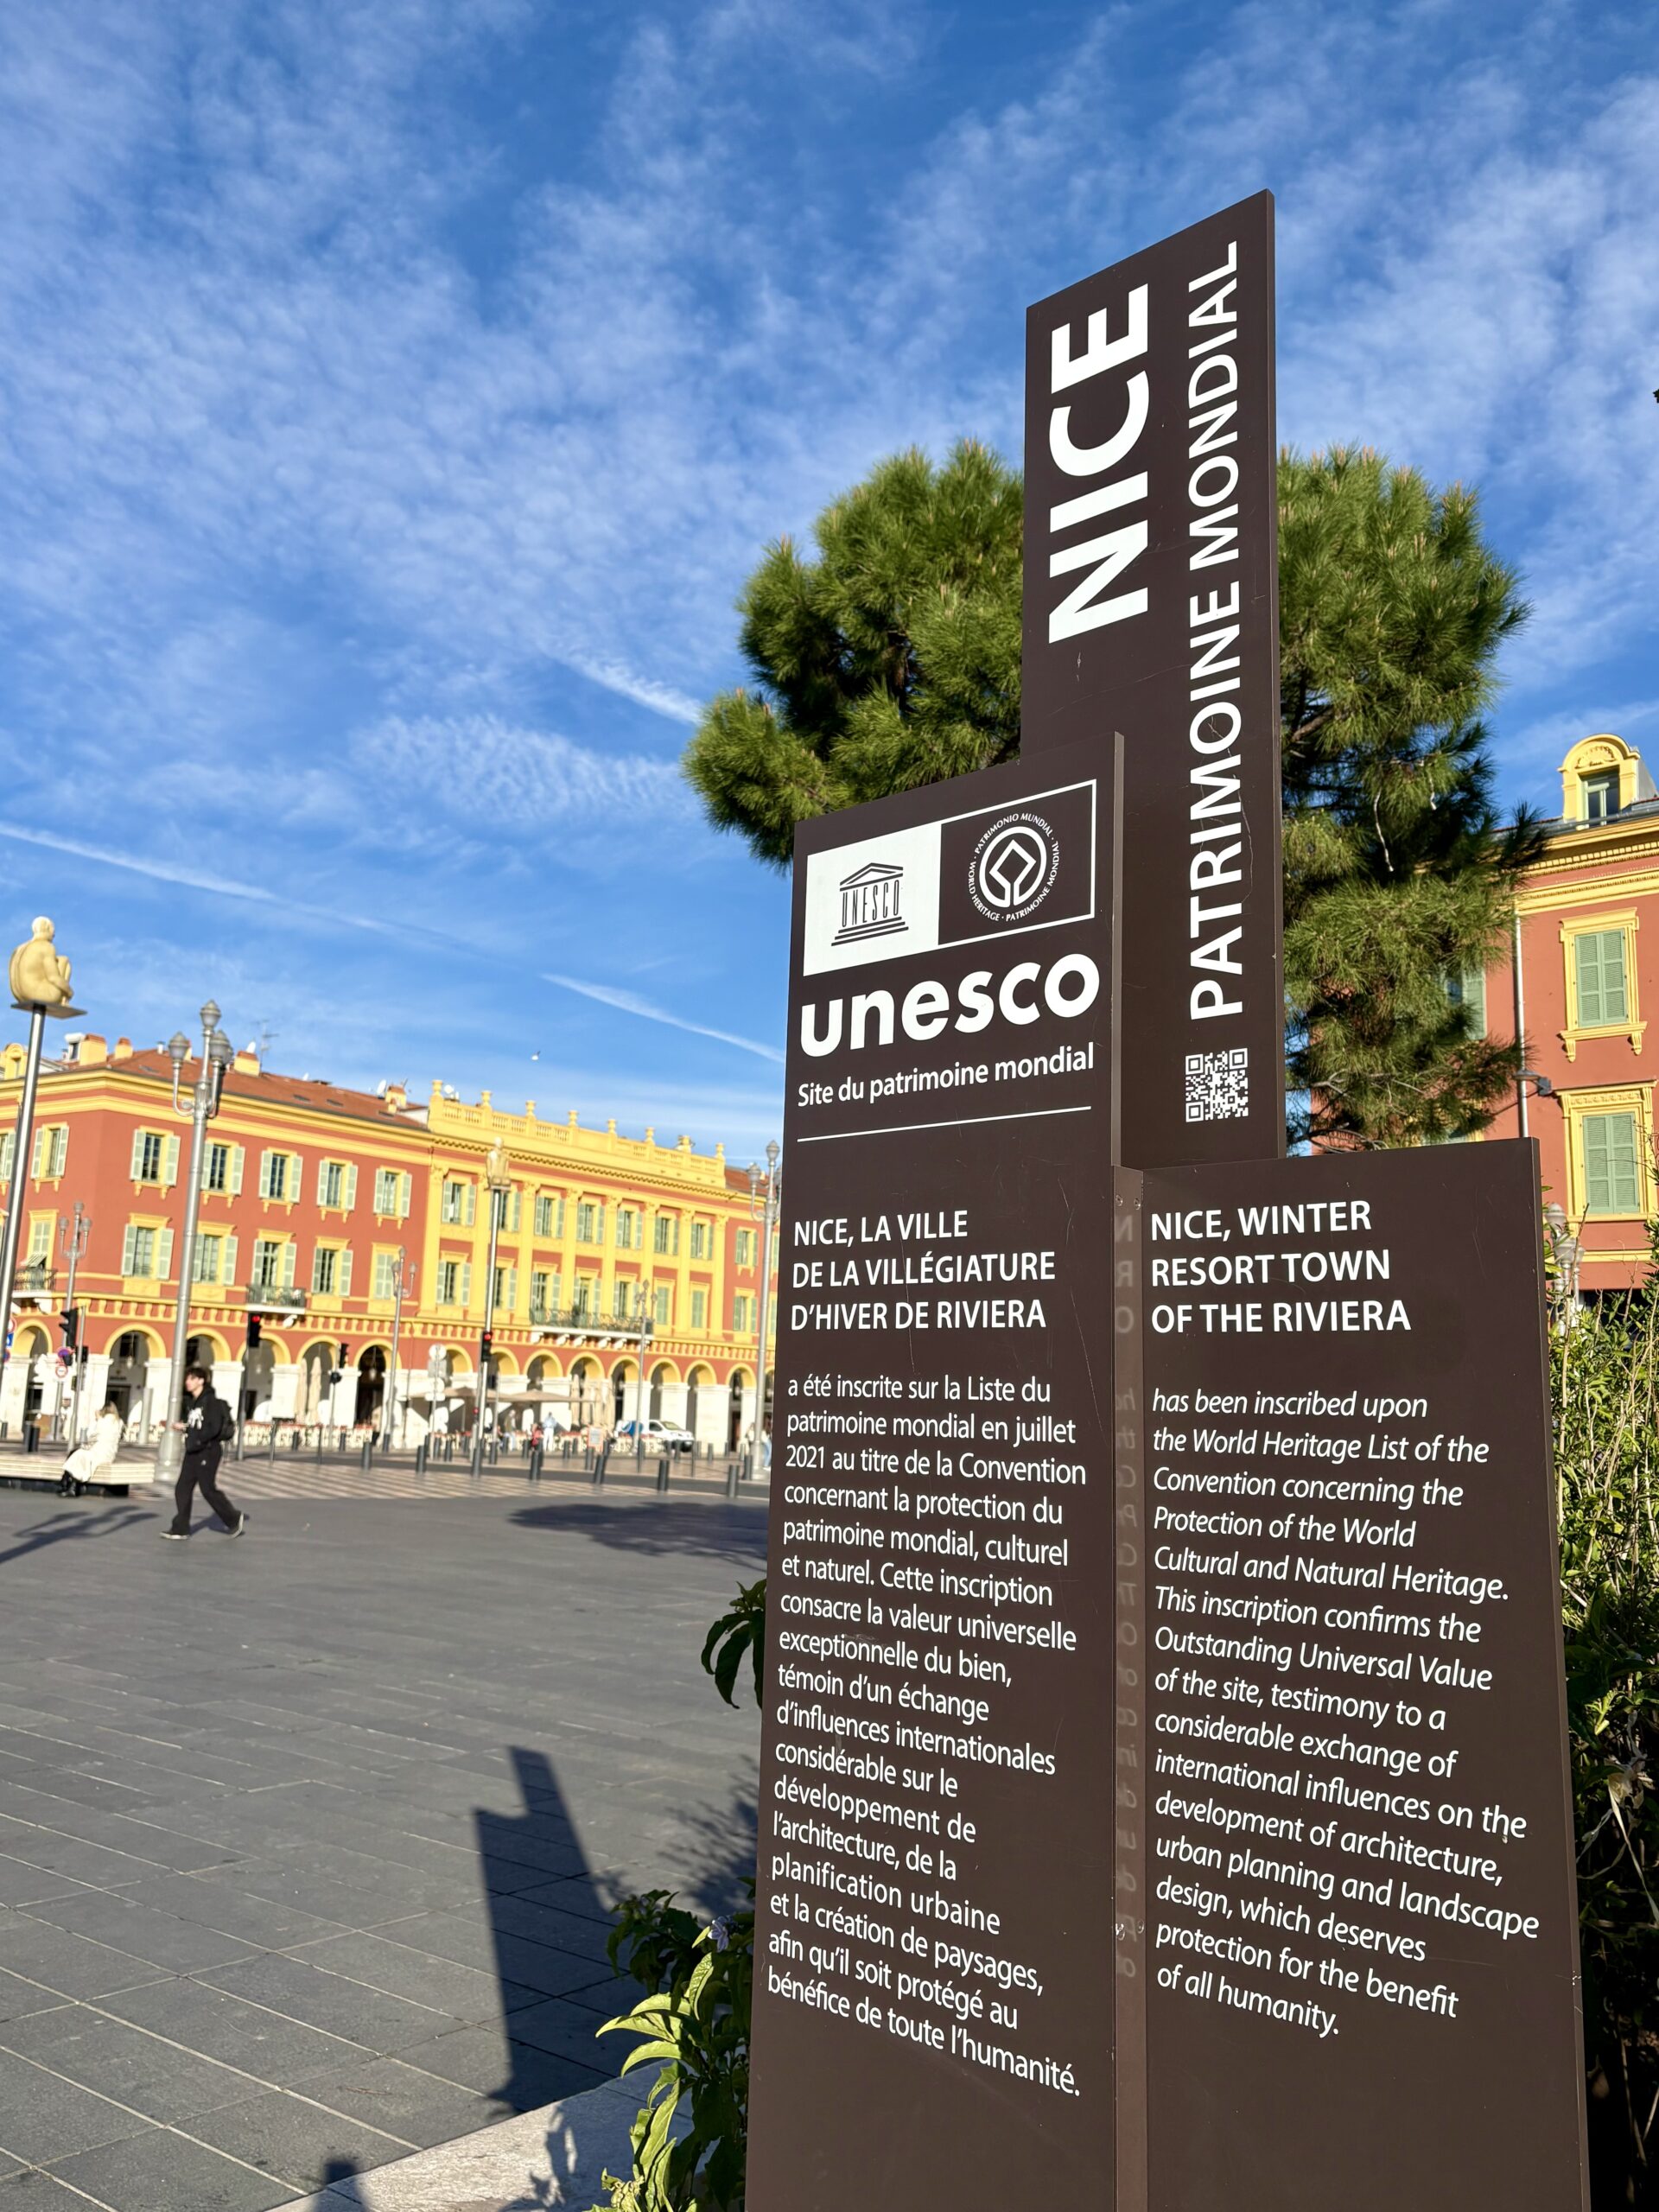 NICE
PATRIMOINE MONDIAL
UNESCO
PATRIMONIO MUNDIAL · WORLD HERITAGE · PATRIMOINE MONDIAL ·
unesco
Site du patrimoine mondial
NICE, LA VILLE
DE LA VILLÉGIATURE
D'HIVER DE RIVIERA
a été inscrite sur la Liste du
patrimoine mondial en juillet
2021 au titre de la Convention
concernant la protection du
patrimoine mondial, culturel
et naturel. Cette inscription
consacre la valeur universelle
exceptionnelle du bien,
témoin d'un échange
d'influences internationales
considérable sur le
développement de
l'architecture, de la
planification urbaine
et la création de paysages,
afin qu'il soit protégé au
bénéfice de toute l'humanité.
NICE, WINTER
RESORT TOWN
OF THE RIVIERA
has been inscribed upon
the World Heritage List of the
Convention concerning the
Protection of the World
Cultural and Natural Heritage.
This inscription confirms the
Outstanding Universal Value
of the site, testimony to a
considerable exchange of
international influences on the
development of architecture,
urban planning and landscape
design, which deserves
protection for the benefit
of all humanity.